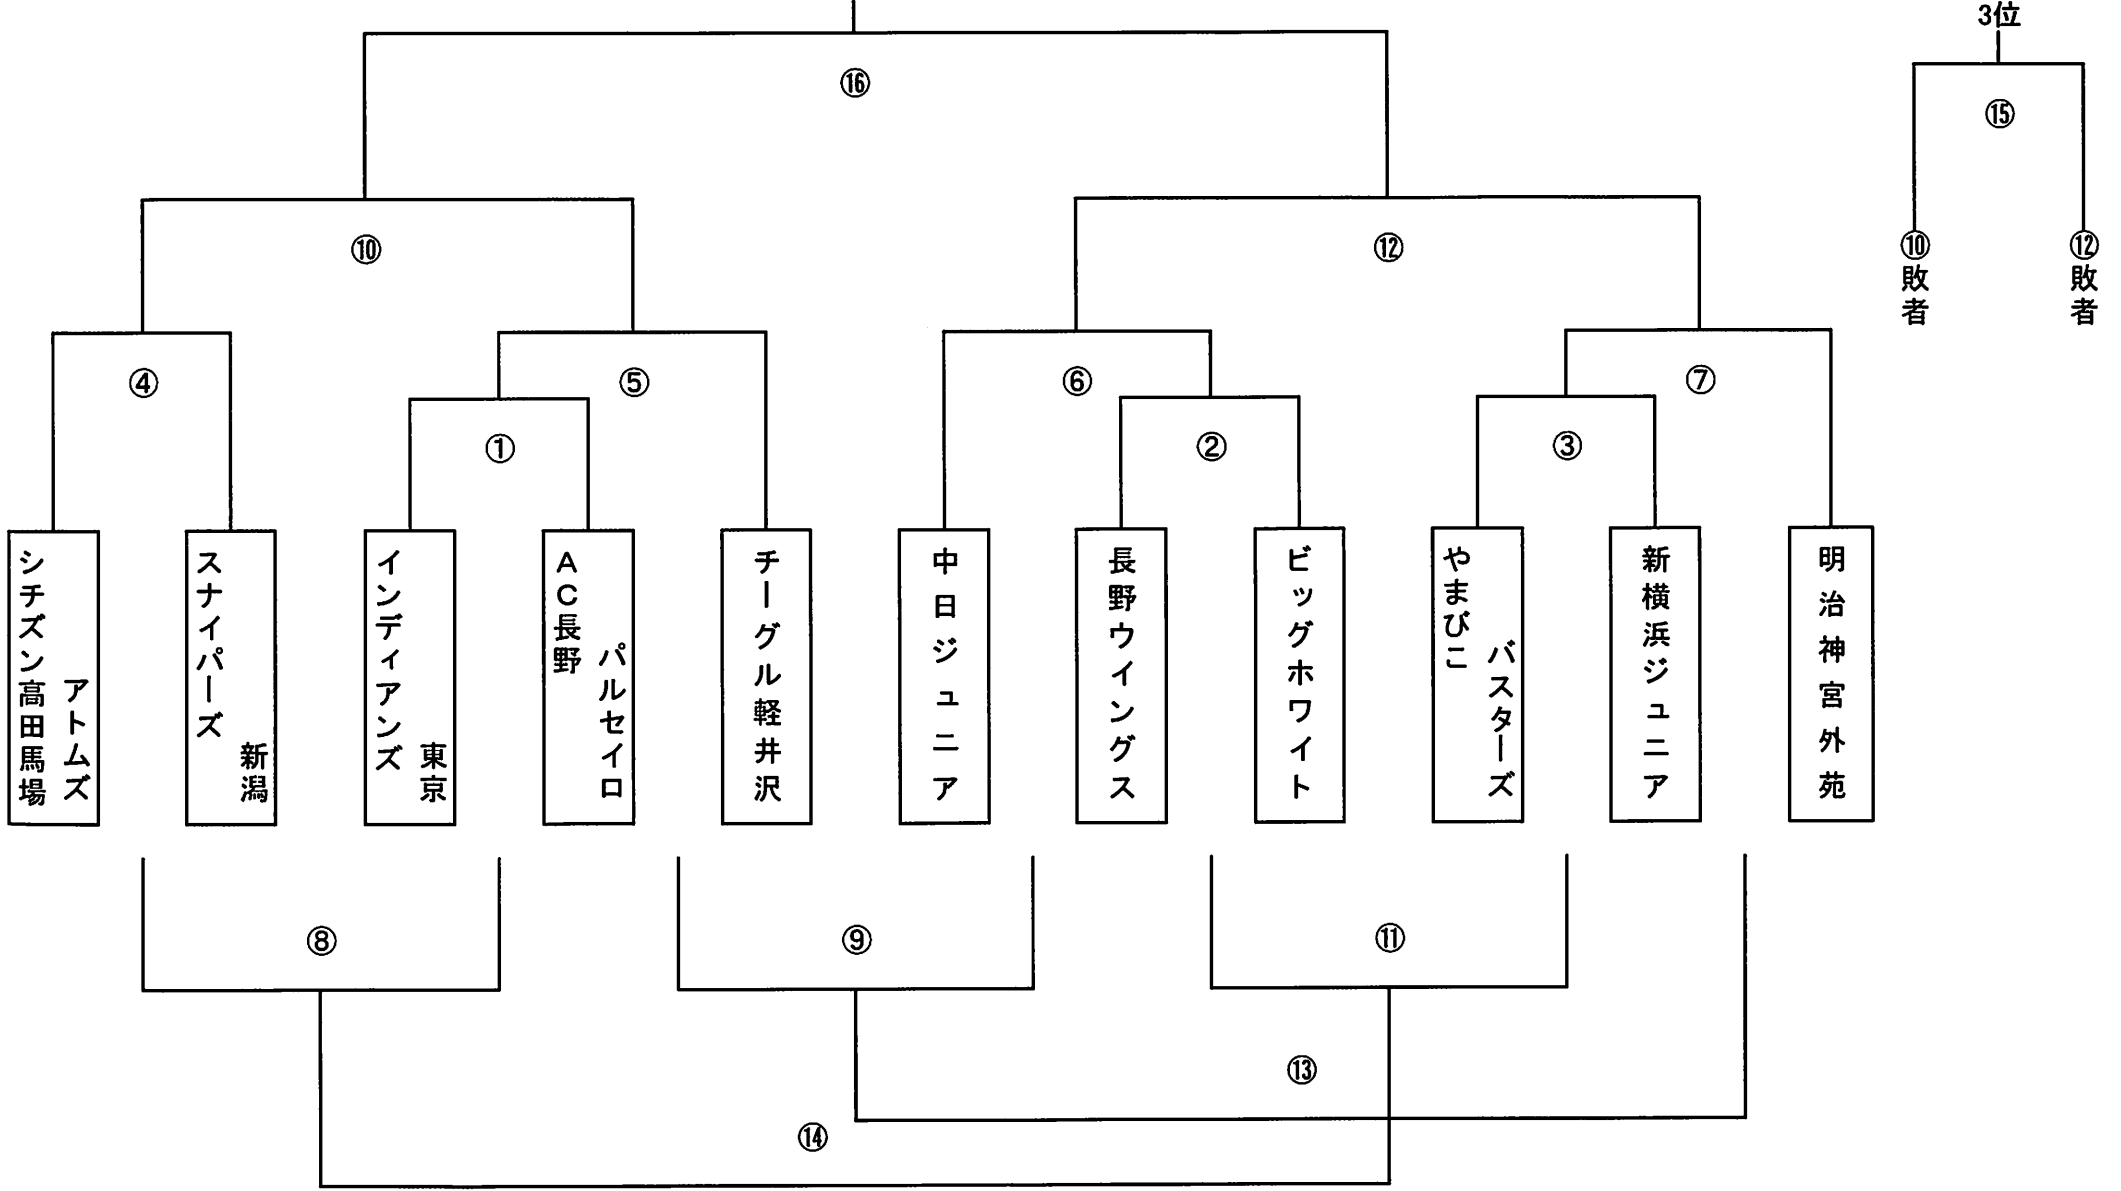 3位
⑯
⑮
⑩
⑫
⑩敗者
⑫敗者
④
⑤
⑥
⑦
①
②
③
シチズン高田馬場
アトムズ
スナイパーズ
新潟
インディアンズ
東京
AC長野
パルセイロ
チーグル軽井沢
中日ジュニア
長野ウイングス
ビッグホワイト
やまびこ
バスターズ
新横浜ジュニア
明治神宮外苑
⑧
⑨
⑪
⑬
⑭